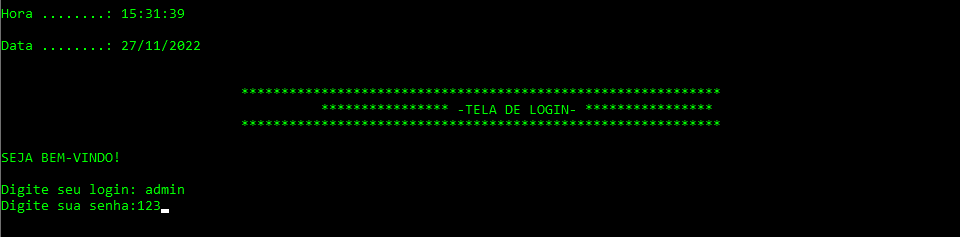 Hora ........: 15:31:39
Data ........: 27/11/2022
************************************************************
**************** -TELA DE LOGIN- ****************
************************************************************
SEJA BEM-VINDO!
Digite seu login: admin
Digite sua senha:123